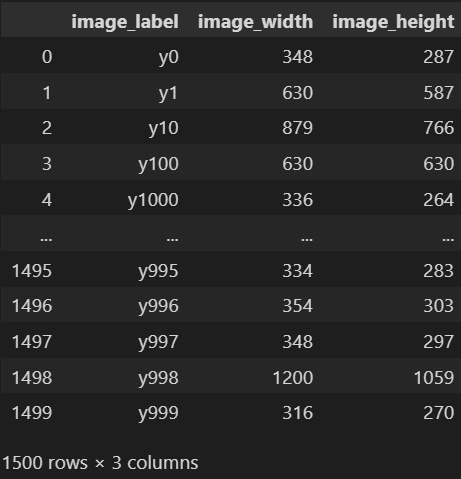 image_label image_width image_height
0 y0 348 287
1 y1 630 587
2 y10 879 766
3 y100 630 630
4 y1000 336 264
... ... ... ...
1495 y995 334 283
1496 y996 354 303
1497 y997 348 297
1498 y998 1200 1059
1499 y999 316 270
1500 rows × 3 columns